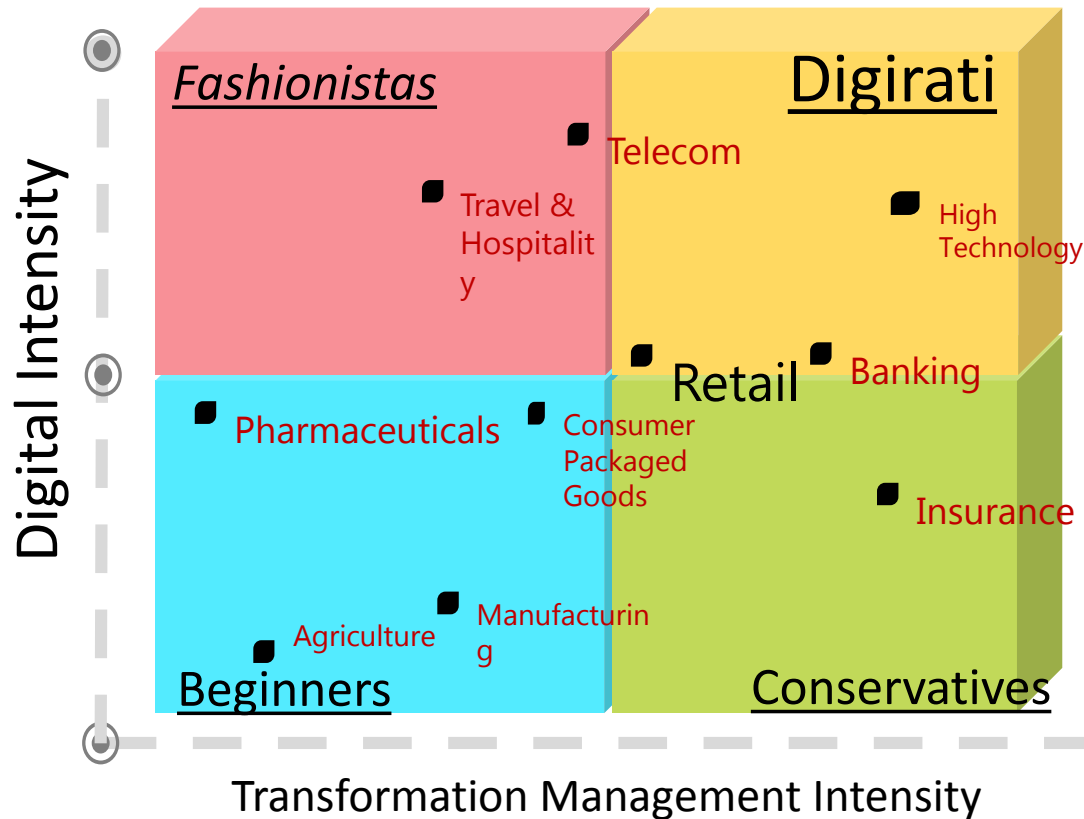 Fashionistas
Digirati
Telecom
Travel &
Hospitalit
y
High
Technology
Digital Intensity
Retail
Banking
Pharmaceuticals
Consumer
Packaged
Goods
Insurance
Agriculture
Manufacturin
g
Beginners
Conservatives
Transformation Management Intensity